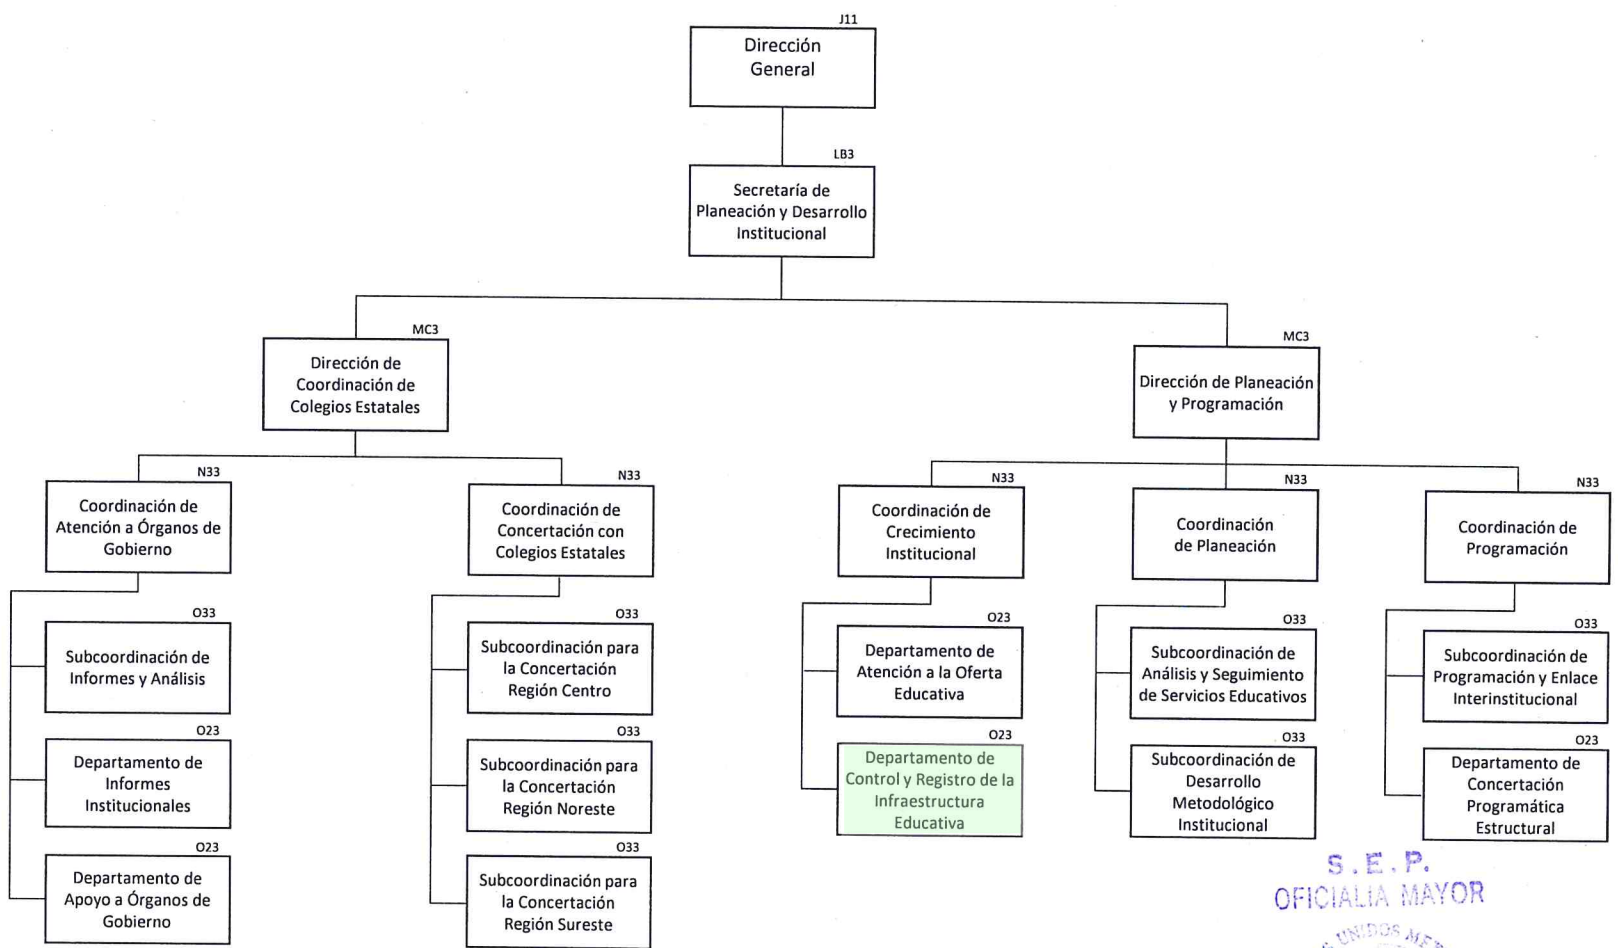 J11
Dirección
General
LB3
Secretaría de
Planeación y Desarrollo
Institucional
MC3
Dirección de
Coordinación de
Colegios Estatales
MC3
Dirección de Planeación
y Programación
N33
Coordinación de
Atención a Órganos de
Gobierno
N33
Coordinación de
Concertación con
Colegios Estatales
N33
Coordinación de
Crecimiento
Institucional
N33
Coordinación
de Planeación
N33
Coordinación de
Programación
O33
Subcoordinación de
Informes y Análisis
O23
Departamento de
Informes
Institucionales
O23
Departamento de
Apoyo a Órganos de
Gobierno
O33
Subcoordinación para
la Concertación
Región Centro
O33
Subcoordinación para
la Concertación
Región Noreste
O33
Subcoordinación para
la Concertación
Región Sureste
O23
Departamento de
Atención a la Oferta
Educativa
O23
Departamento de
Control y Registro de la
Infraestructura
Educativa
O33
Subcoordinación de
Análisis y Seguimiento
de Servicios Educativos
O33
Subcoordinación de
Desarrollo
Metodológico
Institucional
O33
Subcoordinación de
Programación y Enlace
Interinstitucional
O23
Departamento de
Concertación
Programática
Estructural
S.E.P.
OFICIALIA MAYOR
UNIDOS